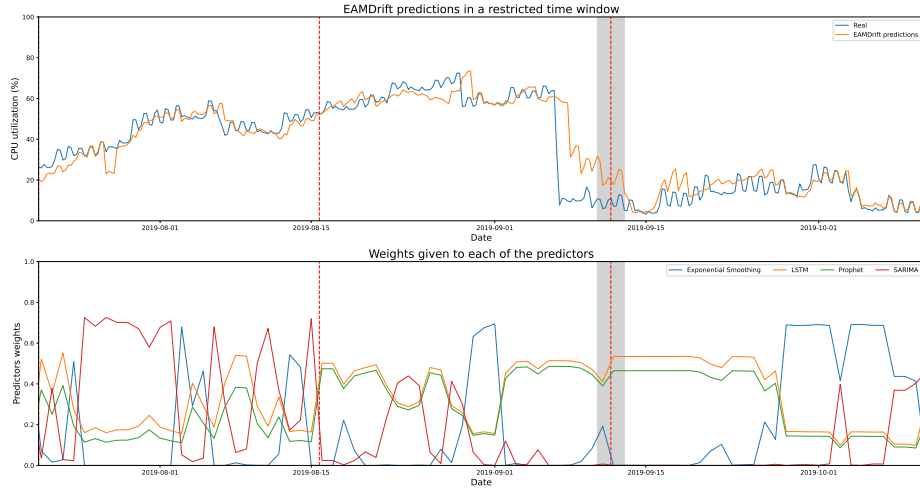 EAMDrift predictions in a restricted time window
100
80
60
40
20
0
CPU utilization (%)
Real
EAMDrift predictions
2019-08-01
2019-08-15
2019-09-01
2019-09-15
2019-10-01
Date
Weights given to each of the predictors
1.0
0.8
0.6
0.4
0.2
0.0
Predictors weights
Exponential Smoothing
LSTM
Prophet
SARIMA
2019-08-01
2019-08-15
2019-09-01
2019-09-15
2019-10-01
Date